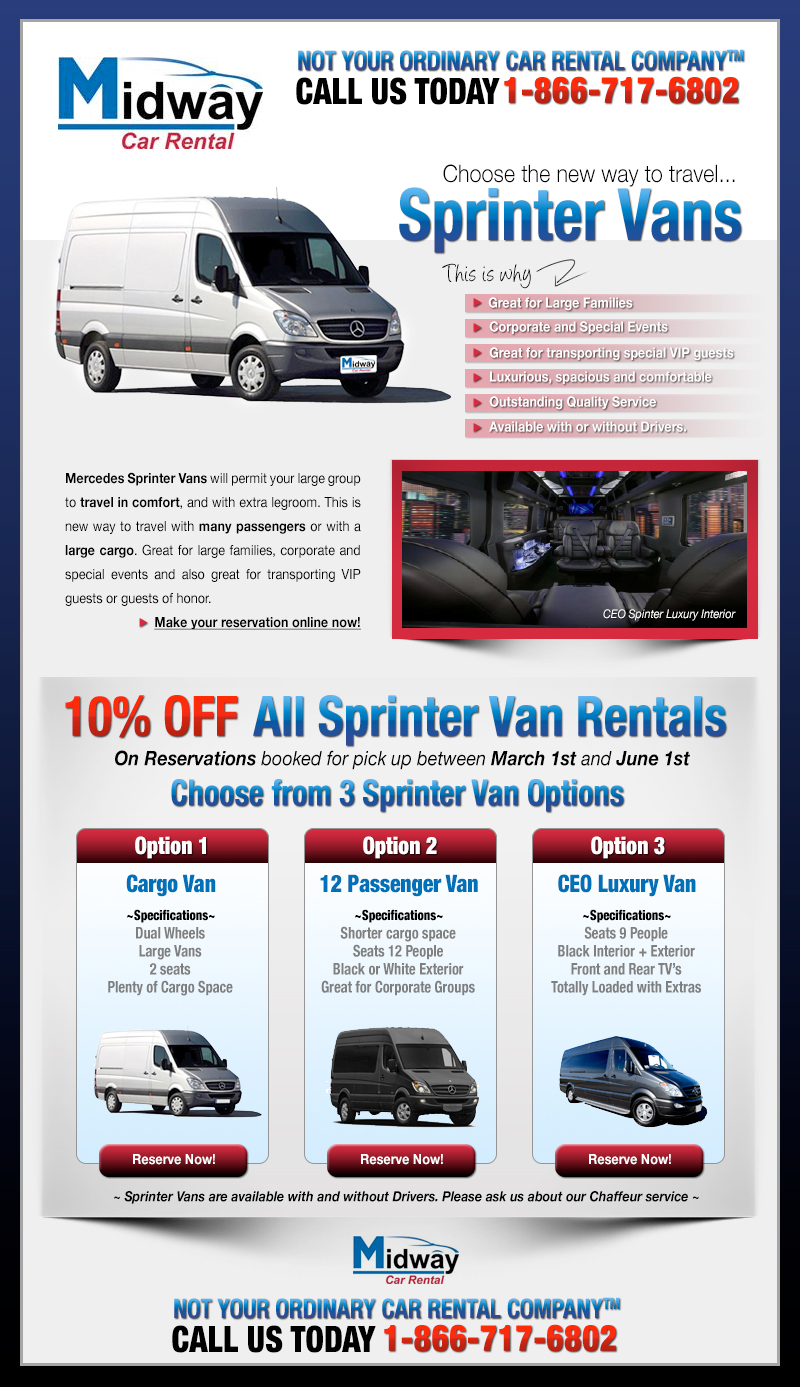 Midway
Car Rental
NOT YOUR ORDINARY CAR RENTAL COMPANY™
CALL US TODAY 1-866-717-6802
Choose the new way to travel...
Sprinter Vans
This is why
Great for Large Families
Corporate and Special Events
Great for transporting special VIP guests
Luxurious, spacious and comfortable
Outstanding Quality Service
Available with or without Drivers.
Midway
Car Rental
Mercedes Sprinter Vans will permit your large group
to travel in comfort, and with extra legroom. This is
new way to travel with many passengers or with a
large cargo. Great for large families, corporate and
special events and also great for transporting VIP
guests or guests of honor.
Make your reservation online now!
CEO Spinter Luxury Interior
10% OFF All Sprinter Van Rentals
On Reservations booked for pick up between March 1st and June 1st
Choose from 3 Sprinter Van Options
Option 1
Cargo Van
~Specifications~
Dual Wheels
Large Vans
2 seats
Plenty of Cargo Space
Reserve Now!
Option 2
12 Passenger Van
~Specifications~
Shorter cargo space
Seats 12 People
Black or White Exterior
Great for Corporate Groups
Reserve Now!
Option 3
CEO Luxury Van
~Specifications~
Seats 9 People
Black Interior + Exterior
Front and Rear TV's
Totally Loaded with Extras
Reserve Now!
~ Sprinter Vans are available with and without Drivers. Please ask us about our Chaffeur service ~
Midway
Car Rental
NOT YOUR ORDINARY CAR RENTAL COMPANY™
CALL US TODAY 1-866-717-6802